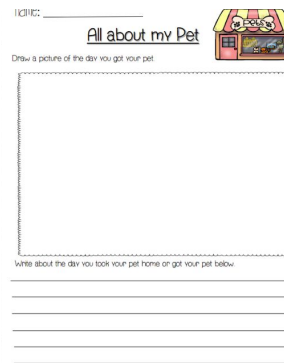 name:
All about my Pet
PETS
Draw a picture of the day you got your pet
Write about the day you took your pet home or got your pet below.